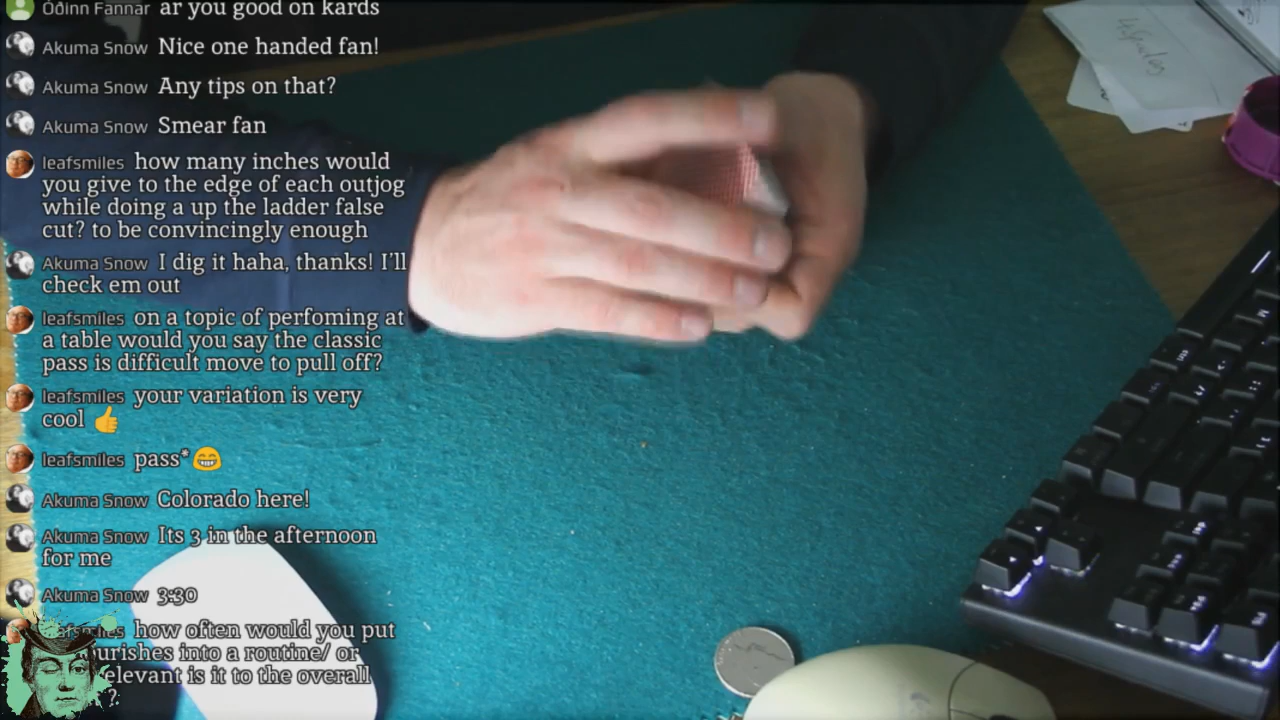 Óðinn Fannar ar you good on kards
Akuma Snow Nice one handed fan!
Akuma Snow Any tips on that?
Akuma Snow Smear fan
leafsmiles how many inches would
you give to the edge of each outjog
while doing a up the ladder false
cut? to be convincingly enough
Akuma Snow I dig it haha, thanks! I'll
check em out
leafsmiles on a topic of perfoming at
a table would you say the classic
pass is difficult move to pull off?
leafsmiles your variation is very
cool 👍
leafsmiles pass*😁
Akuma Snow Colorado here!
Akuma Snow Its 3 in the afternoon
for me
Akuma Snow 3:30
leafsmiles how often would you put
urishes into a routine/ or
elevant is it to the overall
?